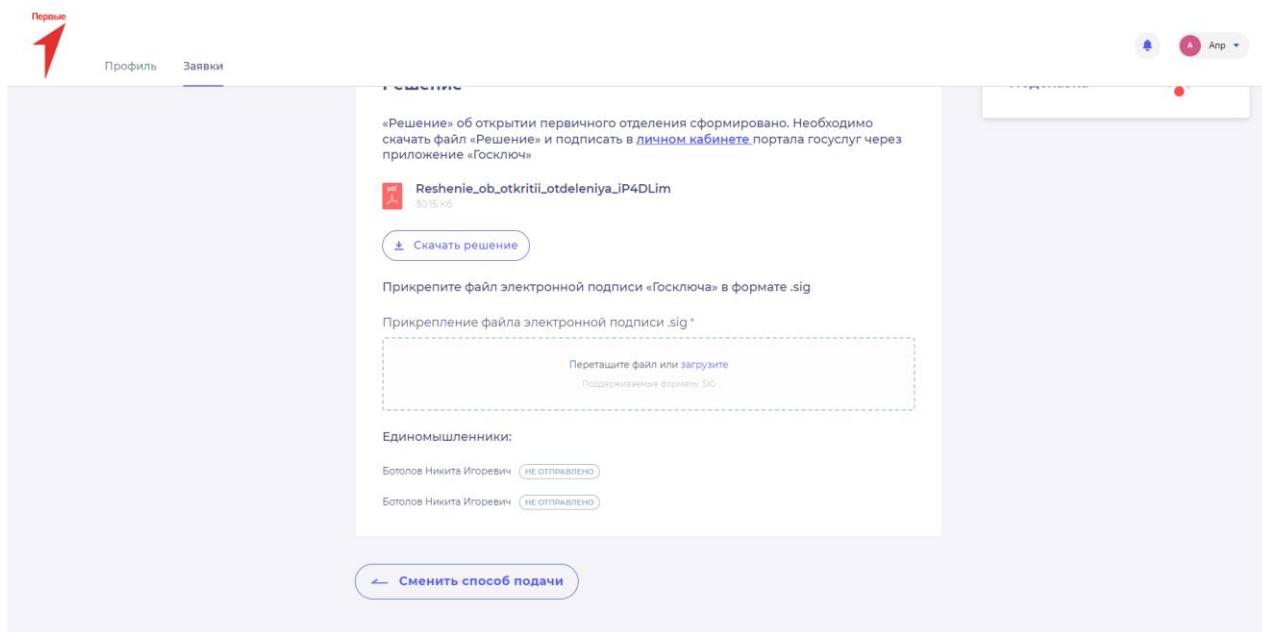 Первые
Профиль
Заявки
А
Апр
Решение
«Решение» об открытии первичного отделения сформировано. Необходимо
скачать файл «Решение» и подписать в личном кабинете портала госуслуг через
приложение «Госключ»
pdf
Reshenie_ob_otkritii_otdeleniya_iP4DLim
30.15 Кб
Скачать решение
Прикрепите файл электронной подписи «Госключа» в формате .sig
Прикрепление файла электронной подписи .sig *
Перетащите файл или загрузите
Поддерживаемые форматы: SIG
Единомышленники:
Ботолов Никита Игоревич НЕ ОТПРАВЛЕНО
Ботолов Никита Игоревич НЕ ОТПРАВЛЕНО
Сменить способ подачи